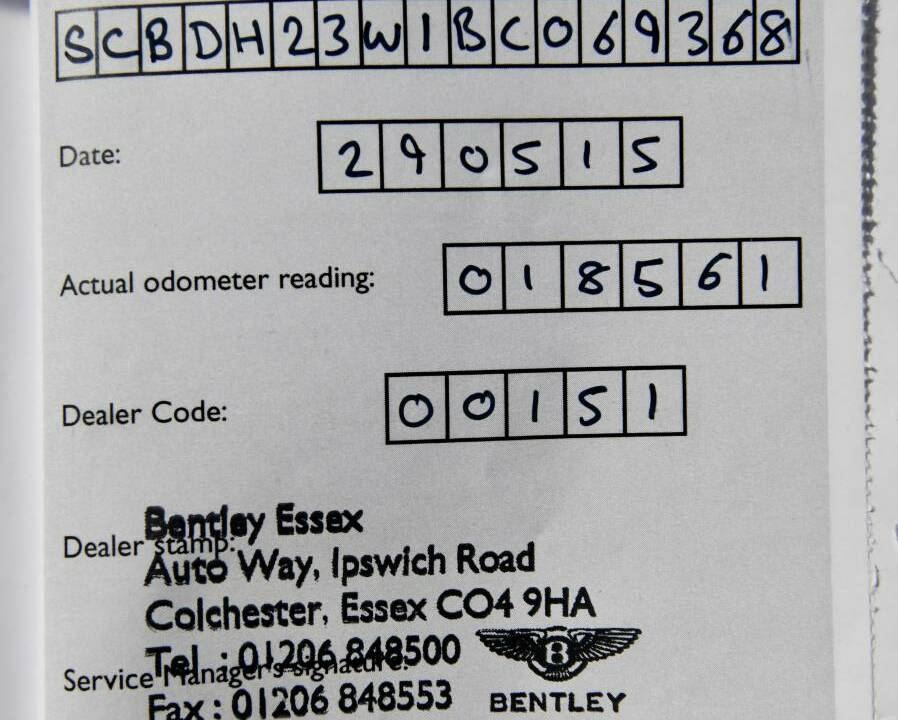 SCBDH23W1BC069368
Date: 290515
Actual odometer reading: 018561
Dealer Code: 00151
Dealer stamp:
Bentley Essex
Auto Way, Ipswich Road
Colchester, Essex CO4 9HA
Tel : 01206 848500
Service Manager's signature:
Fax : 01206 848553
B
BENTLEY